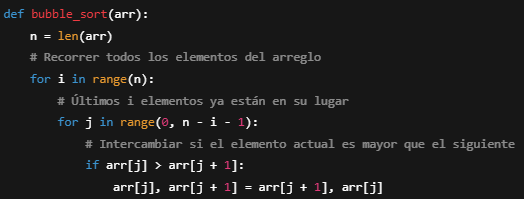 def bubble_sort(arr):
    n = len(arr)
    # Recorrer todos los elementos del arreglo
    for i in range(n):
        # Últimos i elementos ya están en su lugar
        for j in range(0, n - i - 1):
            # Intercambiar si el elemento actual es mayor que el siguiente
            if arr[j] > arr[j + 1]:
                arr[j], arr[j + 1] = arr[j + 1], arr[j]